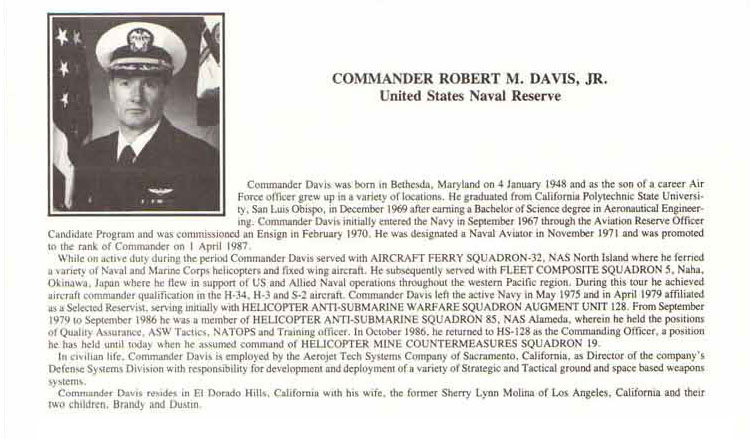 COMMANDER ROBERT M. DAVIS, JR.
United States Naval Reserve
Commander Davis was born in Bethesda, Maryland on 4 January 1948 and as the son of a career Air
Force officer grew up in a variety of locations. He graduated from California Polytechnic State Universi-
ty, San Luis Obispo, in December 1969 after earning a Bachelor of Science degree in Aeronautical Engineer-
ing. Commander Davis initially entered the Navy in September 1967 through the Aviation Reserve Officer
Candidate Program and was commissioned an Ensign in February 1970. He was designated a Naval Aviator in November 1971 and was promoted
to the rank of Commander on 1 April 1987.
While on active duty during the period Commander Davis served with AIRCRAFT FERRY SQUADRON-32, NAS North Island where he ferried
a variety of Naval and Marine Corps helicopters and fixed wing aircraft. He subsequently served with FLEET COMPOSITE SQUADRON 5, Naha,
Okinawa, Japan where he flew in support of US and Allied Naval operations throughout the western Pacific region. During this tour he achieved
aircraft commander qualification in the H-34, H-3 and S-2 aircraft. Commander Davis left the active Navy in May 1975 and in April 1979 affiliated
as a Selected Reservist, serving initially with HELICOPTER ANTI-SUBMARINE WARFARE SQUADRON AUGMENT UNIT 128. From September
1979 to September 1986 he was a member of HELICOPTER ANTI-SUBMARINE SQUADRON 85, NAS Alameda, wherein he held the positions
of Quality Assurance, ASW Tactics, NATOPS and Training officer. In October 1986, he returned to HS-128 as the Commanding Officer, a position
he has held until today when he assumed command of HELICOPTER MINE COUNTERMEASURES SQUADRON 19.
In civilian life, Commander Davis is employed by the Aerojet Tech Systems Company of Sacramento, California, as Director of the company's
Defense Systems Division with responsibility for development and deployment of a variety of Strategic and Tactical ground and space based weapons
systems.
Commander Davis resides in El Dorado Hills, California with his wife, the former Sherry Lynn Molina of Los Angeles, California and their
two children, Brandy and Dustin.